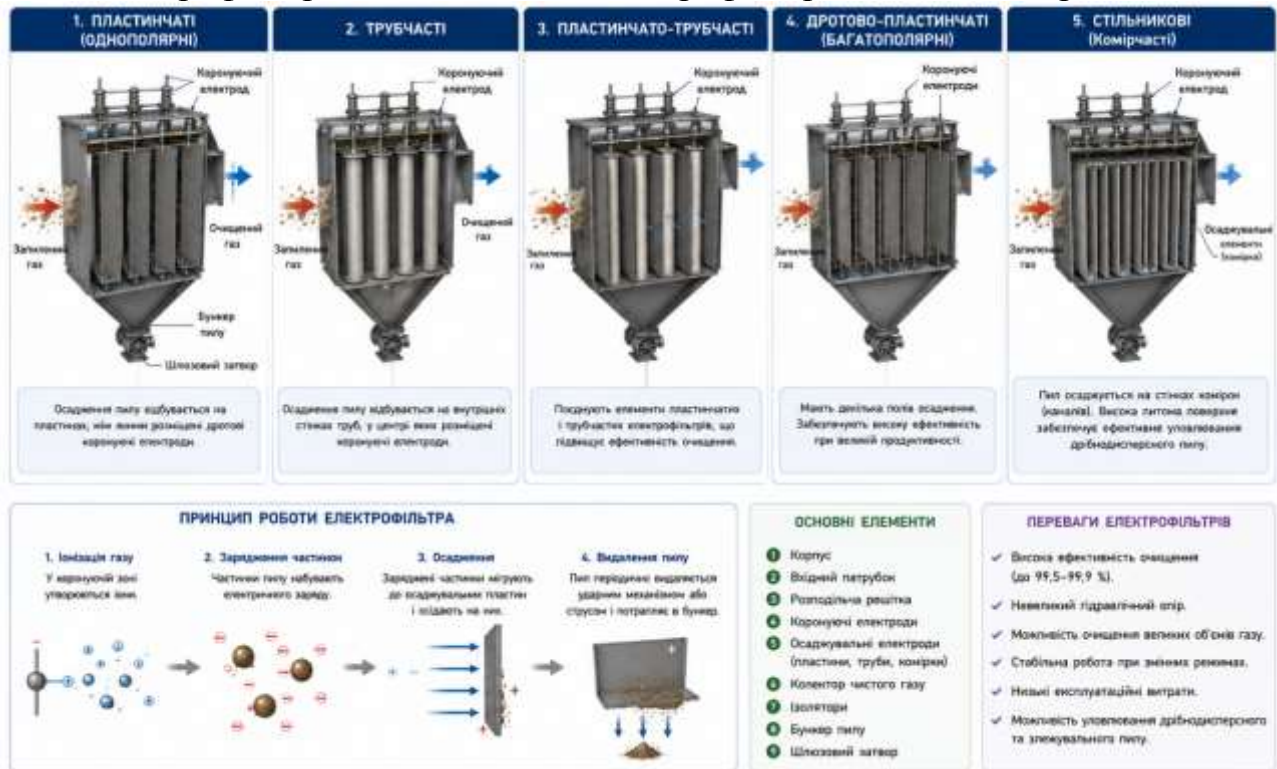 1. ПЛАСТИНЧАТІ
(ОДНОПОЛЯРНІ)
Коронуючий
електрод
Запилений
газ
Очищений
газ
Бункер
пилу
Шлюзовий затвор
Осадження пилу відбувається на
пластинах, між якими розміщені дротові
коронуючі електроди.
2. ТРУБЧАСТІ
Коронуючий
електрод
Запилений
газ
Очищений
газ
Осадження пилу відбувається на внутрішніх
стінках труб, у центрі яких розміщені
коронуючі електроди.
3. ПЛАСТИНЧАТО-ТРУБЧАСТІ
Коронуючий
електрод
Запилений
газ
Поєднують елементи пластинчатих
і трубчастих електрофільтрів, що
підвищує ефективність очищення.
4. ДРОТОВО-ПЛАСТИНЧАТІ
(БАГАТОПОЛЯРНІ)
Коронуючі
електроди
Запилений
газ
Мають декілька полів осадження.
Забезпечують високу ефективність
при великій продуктивності.
5. СТІЛЬНИКОВІ
(Комірчасті)
Коронуючий
електрод
Запилений
газ
Осаджувальні
елементи
(комірка)
Пил осаджується на стінках комірок
(каналів). Висока питома поверхня
забезпечує ефективне уловлювання
дрібнодисперсного пилу.
ПРИНЦИП РОБОТИ ЕЛЕКТРОФІЛЬТРА
1. Іонізація газу
У коронуючій зоні
утворюються іони.
2. Зарядження частинок
Частинки пилу набувають
електричного заряду.
3. Осадження
Заряджені частинки мігрують
до осаджувальних пластин
і осідають на них.
4. Видалення пилу
Пил періодично видаляється
ударним механізмом або
струсом і потрапляє в бункер.
ОСНОВНІ ЕЛЕМЕНТИ
1 Корпус
2 Вхідний патрубок
3 Розподільча решітка
4 Коронуючі електроди
5 Осаджувальні електроди
(пластини, труби, комірки)
6 Колектор чистого газу
7 Ізолятори
8 Бункер пилу
9 Шлюзовий затвор
ПЕРЕВАГИ ЕЛЕКТРОФІЛЬТРІВ
✓ Висока ефективність очищення
(до 99,5–99,9 %).
✓ Невеликий гідравлічний опір.
✓ Можливість очищення великих об'ємів газу.
✓ Стабільна робота при змінних режимах.
✓ Низькі експлуатаційні витрати.
✓ Можливість уловлювання дрібнодисперсного
та злежувального пилу.